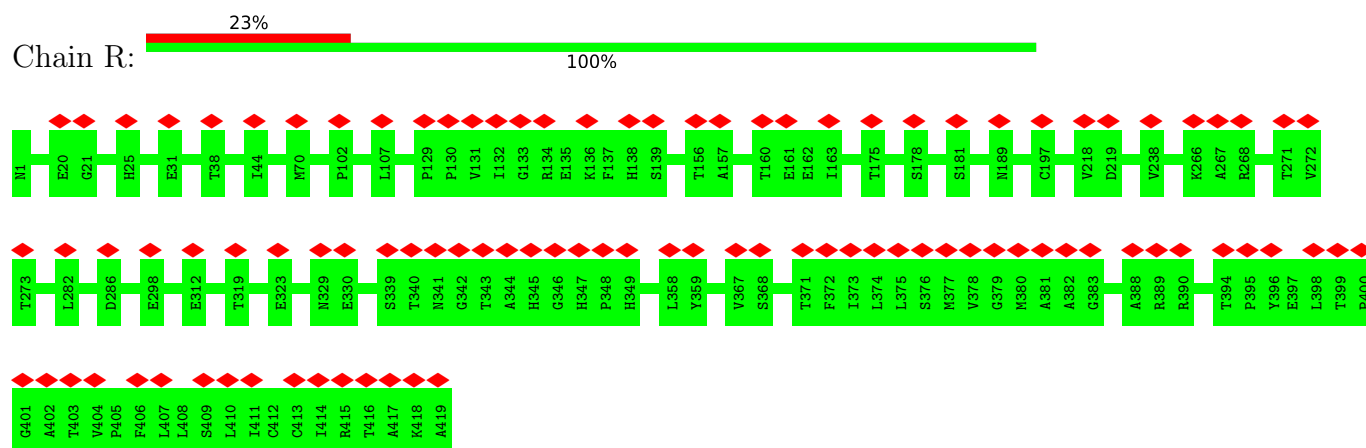 23%
Chain R:
100%
N1 E20 G21 H25 E31 T38 I44 M70 P102 L107 P129 P130 V131 I132 G133 R134 E135 K136 F137 H138 S139 T156 A157 T160 E161 E162 I163 T175 S178 S181 N189 C197 V218 D219 V238 K266 A267 R268 T271 V272
T273 L282 D286 E298 E312 T319 E323 N329 E330 S339 T340 N341 G342 T343 A344 H345 G346 H347 P348 H349 L358 Y359 V367 S368 T371 F372 I373 L374 L375 S376 M377 V378 G379 M380 A381 A382 G383 A388 R389 R390 T394 P395 Y396 E397 L398 T399
G401 A402 T403 V404 P405 F406 L407 L408 S409 L410 I411 C412 C413 I414 R415 T416 A417 K418 A419